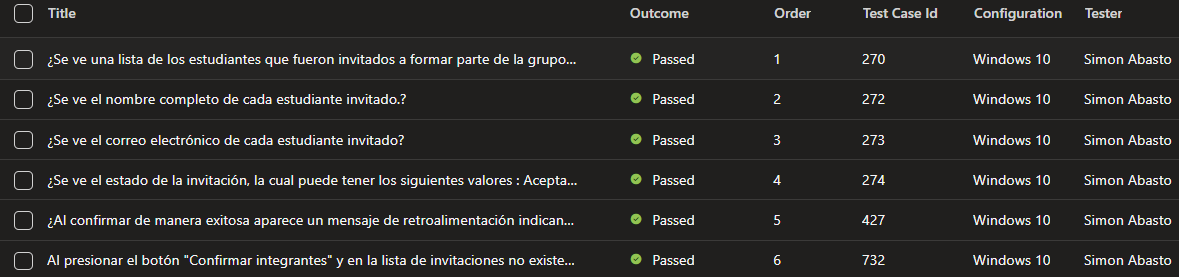 Title Outcome Order Test Case Id Configuration Tester
¿Se ve una lista de los estudiantes que fueron invitados a formar parte de la grupo... Passed 1 270 Windows 10 Simon Abasto
¿Se ve el nombre completo de cada estudiante invitado.? Passed 2 272 Windows 10 Simon Abasto
¿Se ve el correo electrónico de cada estudiante invitado? Passed 3 273 Windows 10 Simon Abasto
¿Se ve el estado de la invitación, la cual puede tener los siguientes valores : Acepta... Passed 4 274 Windows 10 Simon Abasto
¿Al confirmar de manera exitosa aparece un mensaje de retroalimentación indican... Passed 5 427 Windows 10 Simon Abasto
Al presionar el botón "Confirmar integrantes" y en la lista de invitaciones no existe... Passed 6 732 Windows 10 Simon Abasto